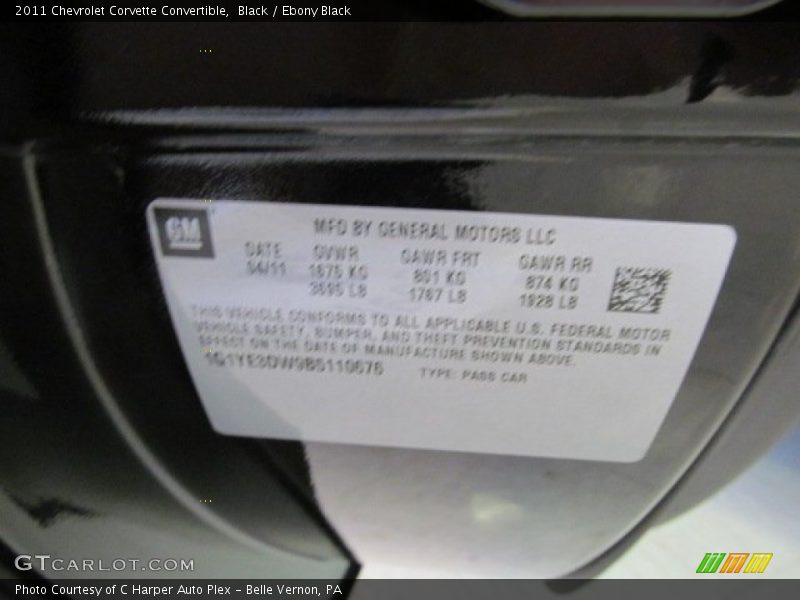 2011 Chevrolet Corvette Convertible, Black / Ebony Black
GM
MFD BY GENERAL MOTORS LLC
DATE GVWR GAWR FRT GAWR RR
04/11 1675 KG 801 KG 874 KG
3695 LB 1767 LB 1928 LB
THIS VEHICLE CONFORMS TO ALL APPLICABLE U.S. FEDERAL MOTOR
VEHICLE SAFETY, BUMPER, AND THEFT PREVENTION STANDARDS IN
EFFECT ON THE DATE OF MANUFACTURE SHOWN ABOVE.
1G1YE3DW9B5110676 TYPE: PASS CAR
GTCARLOT.COM
Photo Courtesy of C Harper Auto Plex - Belle Vernon, PA